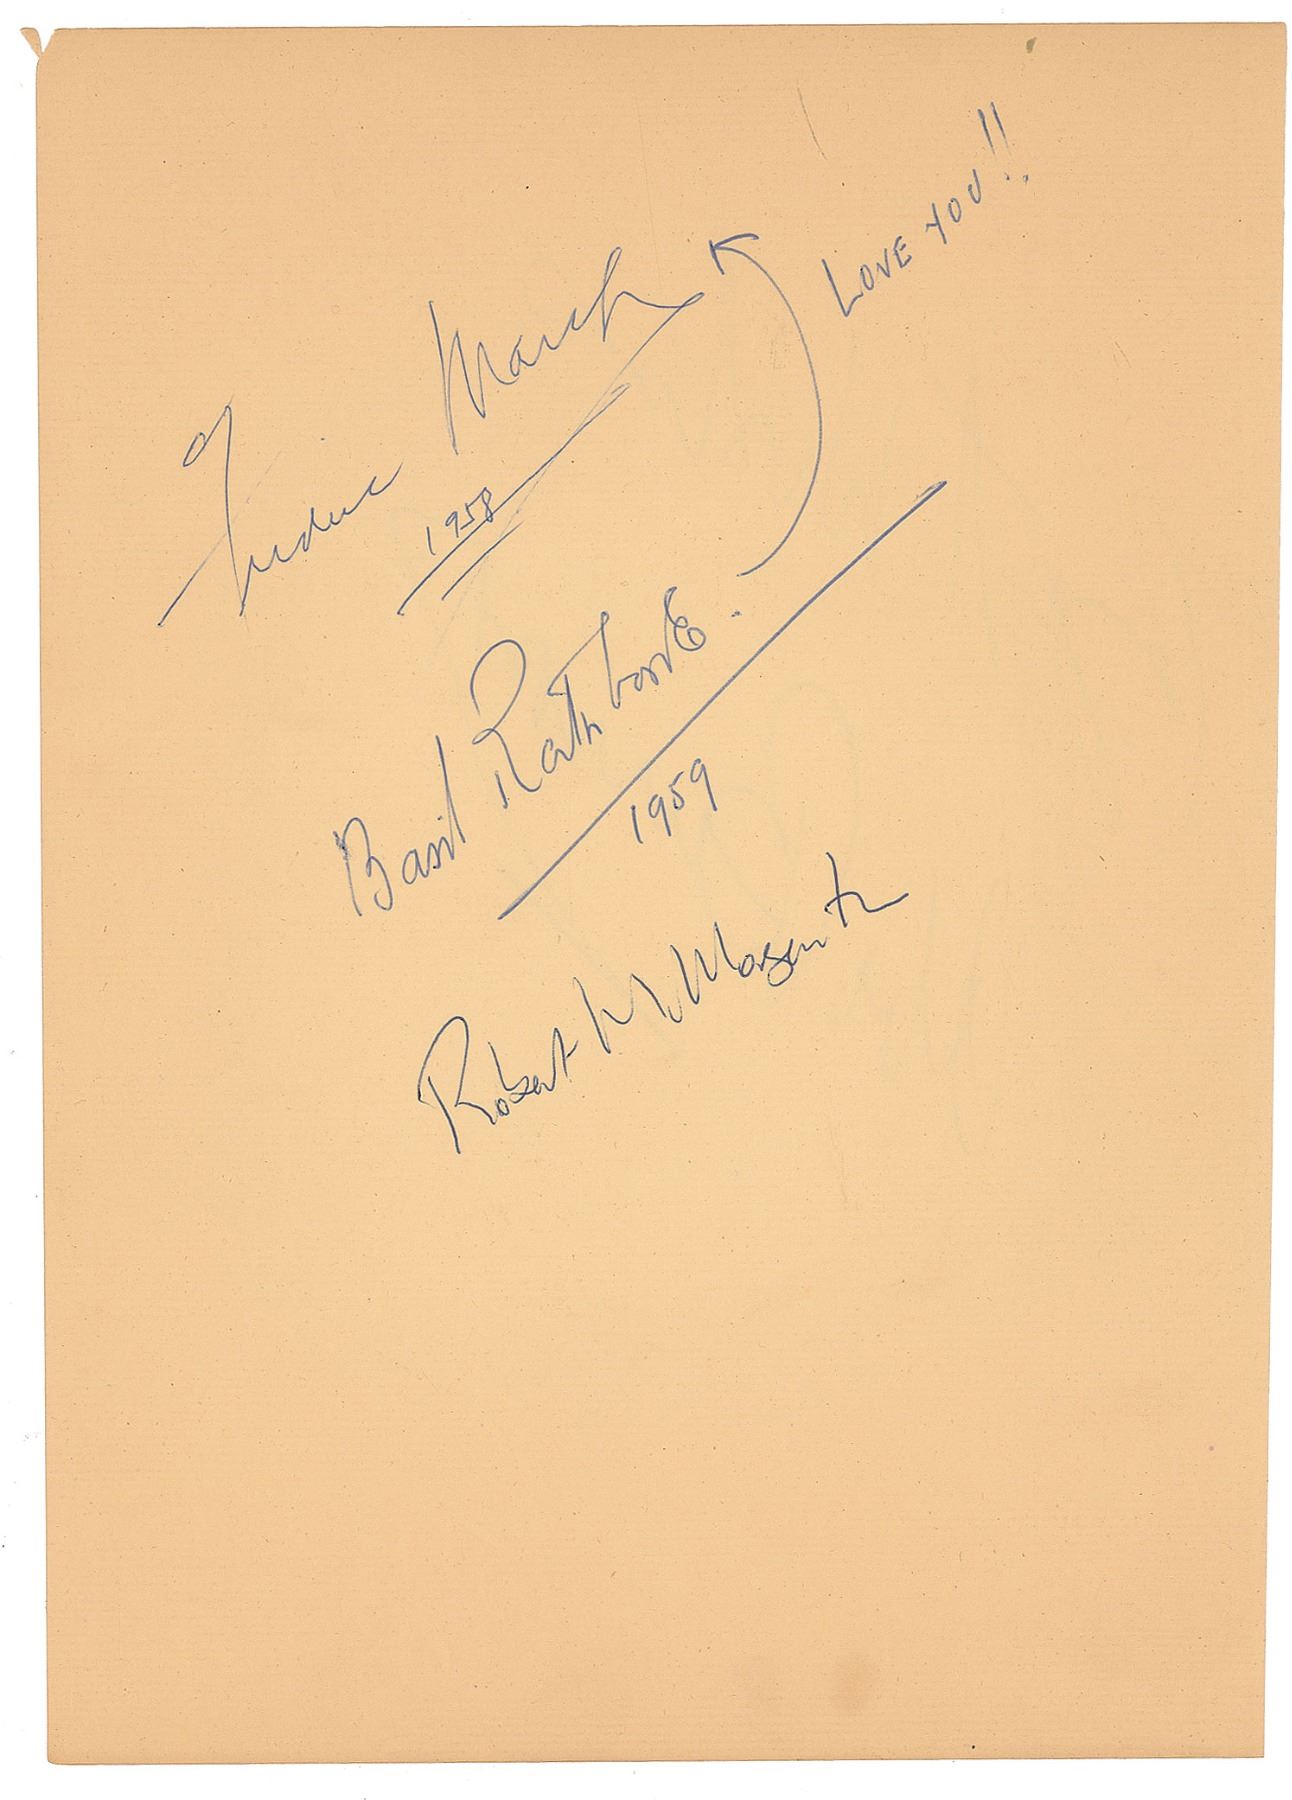 Fredric March
1958
LOVE YOU!!
Basil Rathbone.
1959
Robert M. Morgenthau